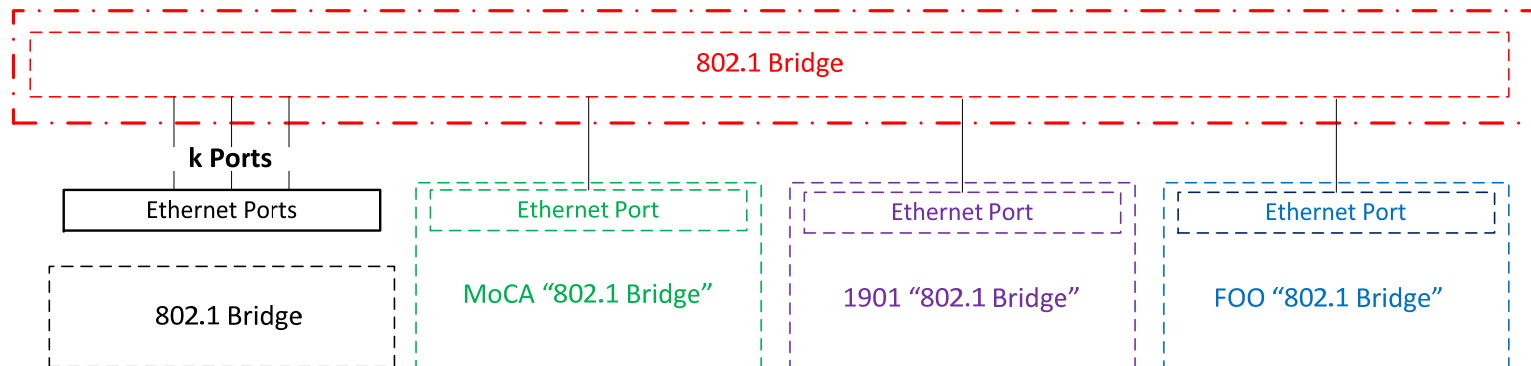 802.1 Bridge
k Ports
Ethernet Ports
Ethernet Port
Ethernet Port
Ethernet Port
802.1 Bridge
MoCA “802.1 Bridge”
1901 “802.1 Bridge”
FOO “802.1 Bridge”